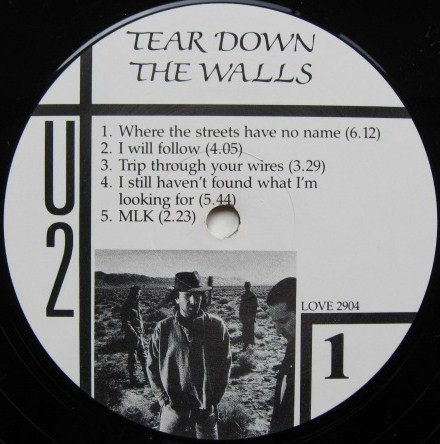 TEAR DOWN
THE WALLS
U2
1. Where the streets have no name (6.12)
2. I will follow (4.05)
3. Trip through your wires (3.29)
4. I still haven't found what I'm
looking for (5.44)
5. MLK (2.23)
LOVE 2904
1